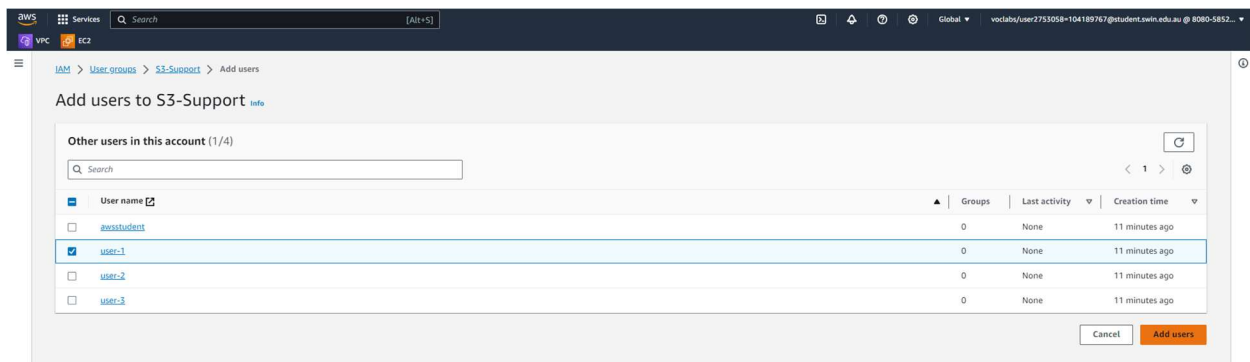 aws Services Search [Alt+S] Global voclabs/user2753058=104189767@student.swin.edu.au @ 8080-5852...
VPC EC2
IAM > User groups > S3-Support > Add users
Add users to S3-Support Info
Other users in this account (1/4)
Search
< 1 >
User name Groups Last activity Creation time
awsstudent 0 None 11 minutes ago
user-1 0 None 11 minutes ago
user-2 0 None 11 minutes ago
user-3 0 None 11 minutes ago
Cancel Add users